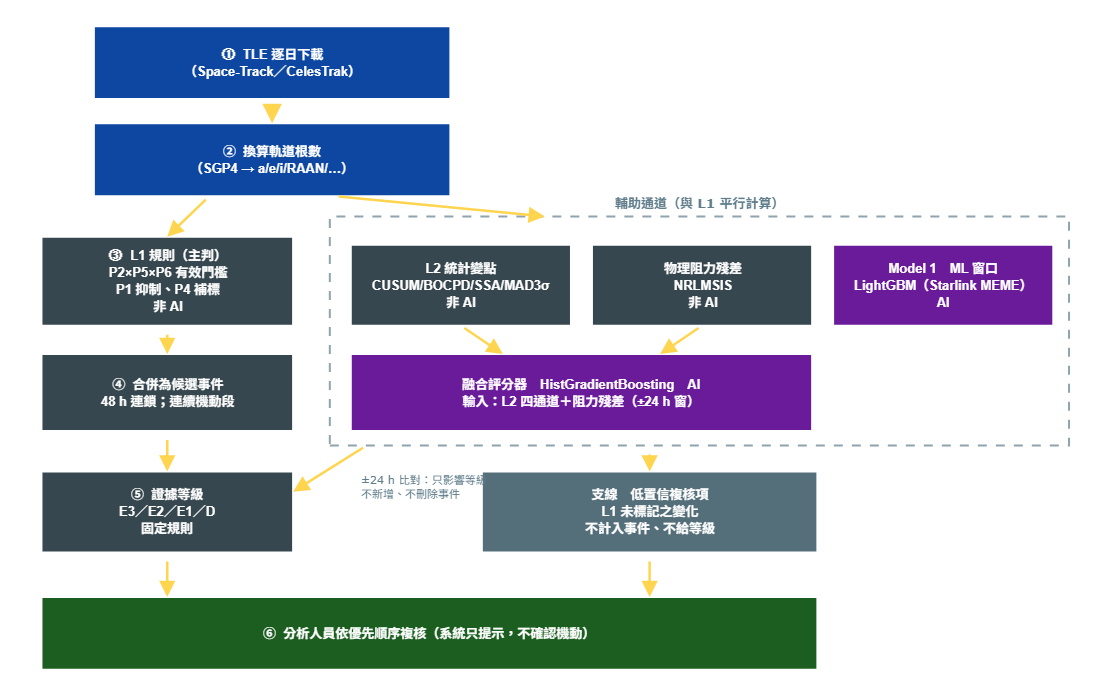 ① TLE 逐日下載
（Space-Track／CelesTrak）
② 換算軌道根數
（SGP4 → a/e/i/RAAN/…）
輔助通道（與 L1 平行計算）
③ L1 規則（主判）
P2×P5×P6 有效門檻
P1 抑制、P4 補標
非 AI
L2 統計變點
CUSUM/BOCPD/SSA/MAD3σ
非 AI
物理阻力殘差
NRLMSIS
非 AI
Model 1　ML 窗口
LightGBM（Starlink MEME）
AI
④ 合併為候選事件
48 h 連鎖；連續機動段
融合評分器　HistGradientBoosting　AI
輸入：L2 四通道＋阻力殘差（±24 h 窗）
⑤ 證據等級
E3／E2／E1／D
固定規則
±24 h 比對：只影響等級
不新增、不刪除事件
支線　低置信複核項
L1 未標記之變化
不計入事件、不給等級
⑥ 分析人員依優先順序複核（系統只提示，不確認機動）